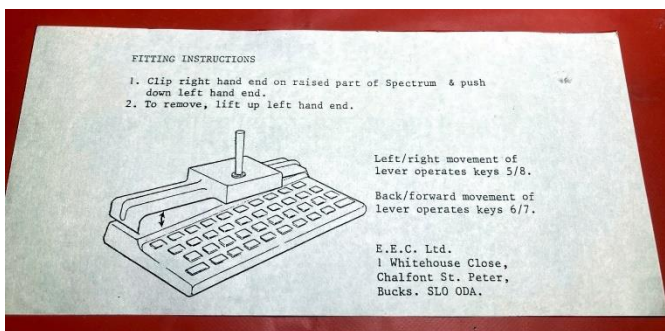 FITTING INSTRUCTIONS
1. Clip right hand end on raised part of Spectrum & push
down left hand end.
2. To remove, lift up left hand end.
Left/right movement of
lever operates keys 5/8.
Back/forward movement of
lever operates keys 6/7.
E.E.C. Ltd.
1 Whitehouse Close,
Chalfont St. Peter,
Bucks. SL0 0DA.